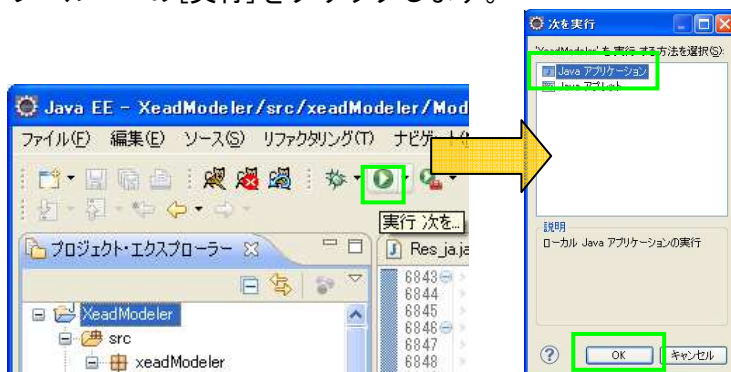 の[実行]をクリックします。
Java EE - XeadModeler/src/xeadModeler/Mod
ファイル(F) 編集(E) ソース(S) リファクタリング(T) ナビゲート
実行 次を...
プロジェクト・エクスプローラー
Res_ja.ja
XeadModeler
src
xeadModeler
6843
6844
6845
6846
6847
6848
次を実行
'XeadModeler' を 実行 する方法を選択(S):
Java アプリケーション
Java アプレット
説明
ローカル Java アプリケーションの実行
OK
キャンセル